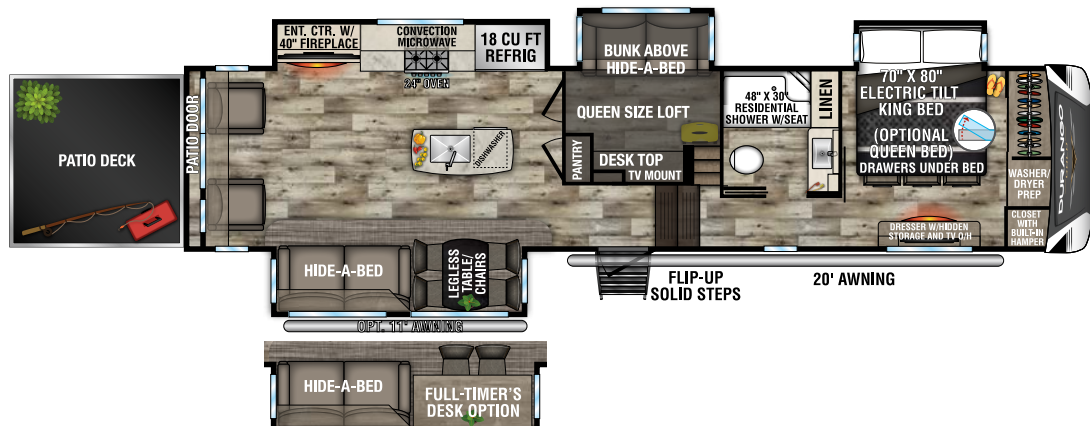 PATIO DECK
PATIO DOOR
ENT. CTR. W/
40" FIREPLACE
CONVECTION
MICROWAVE
24" OVEN
18 CU FT
REFRIG
DISHWASHER
PANTRY
BUNK ABOVE
HIDE-A-BED
QUEEN SIZE LOFT
DESK TOP
TV MOUNT
48" X 30"
RESIDENTIAL
SHOWER W/SEAT
LINEN
70" X 80"
ELECTRIC TILT
KING BED
(OPTIONAL
QUEEN BED)
DRAWERS UNDER BED
WASHER/
DRYER
PREP
CLOSET
WITH
BUILT-IN
HAMPER
DRESSER W/HIDDEN
STORAGE AND TV O/H
DURANGO
HIDE-A-BED
LEGLESS
TABLE/
CHAIRS
OPT. 11' AWNING
FLIP-UP
SOLID STEPS
20' AWNING
HIDE-A-BED
FULL-TIMER'S
DESK OPTION